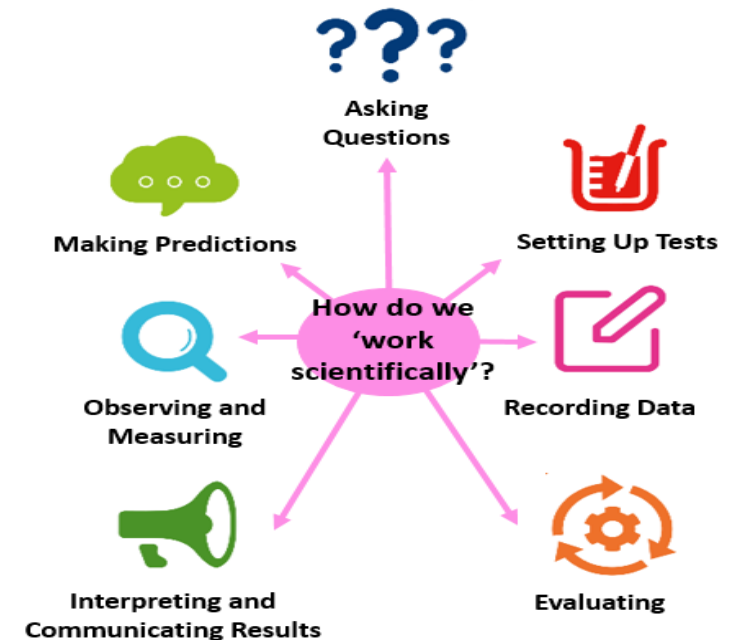 ???
Asking
Questions
Making Predictions
Setting Up Tests
How do we
‘work
scientifically’?
Observing and
Measuring
Recording Data
Interpreting and
Communicating Results
Evaluating